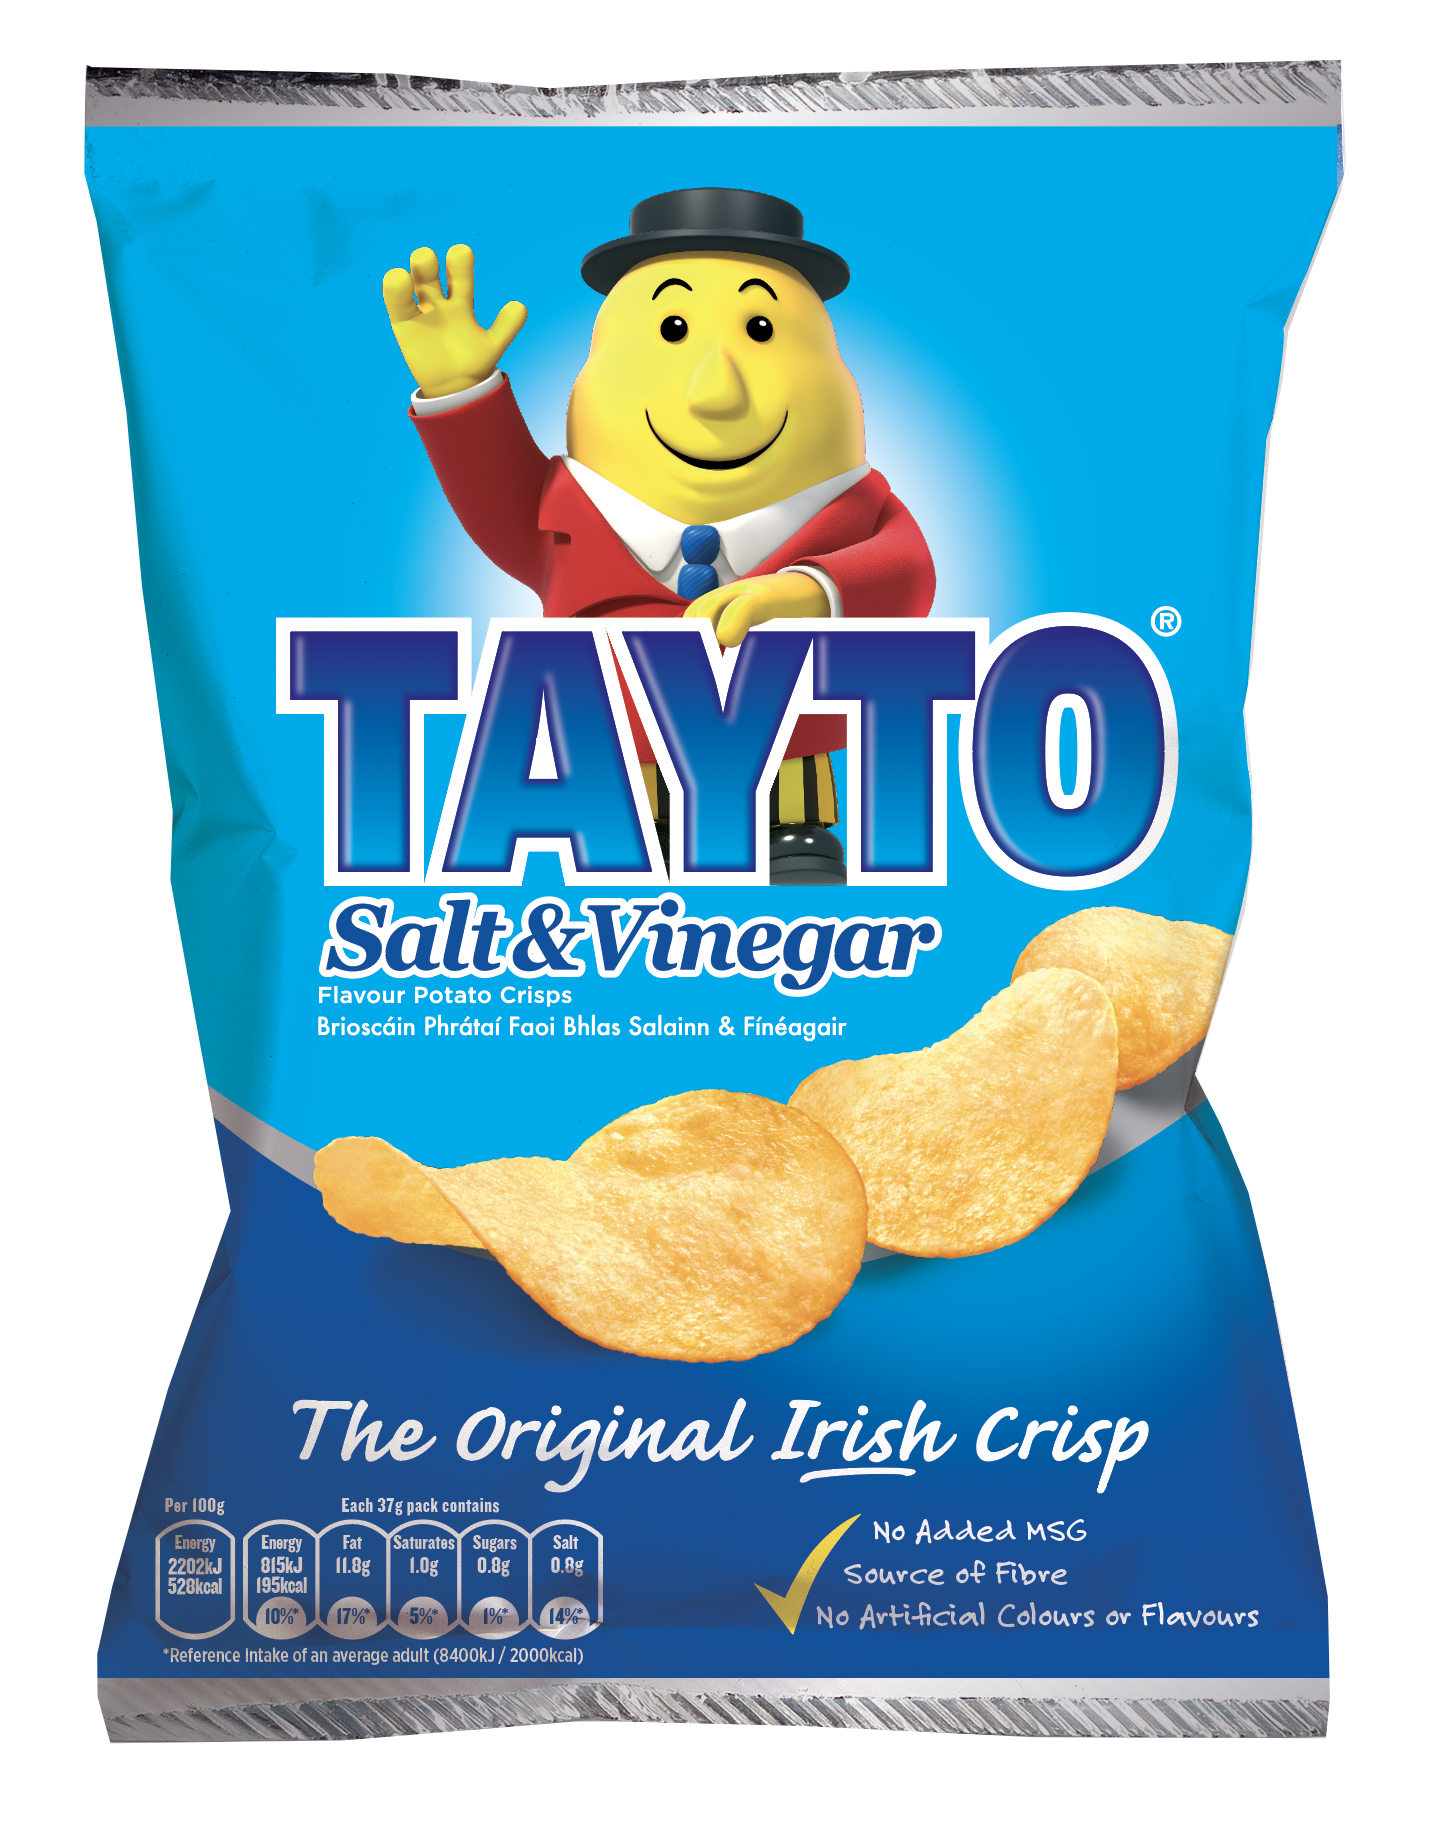 TAYTO®
Salt & Vinegar
Flavour Potato Crisps
Brioscáin Phrátaí Faoi Bhlas Salainn & Fínéagair
The Original Irish Crisp
Per 100g
Each 37g pack contains
Energy 2202kJ 528kcal
Energy 815kJ 195kcal 10%*
Fat 11.8g 17%*
Saturates 1.0g 5%*
Sugars 0.8g 1%*
Salt 0.8g 14%*
*Reference Intake of an average adult (8400kJ / 2000kcal)
No Added MSG
Source of Fibre
No Artificial Colours or Flavours